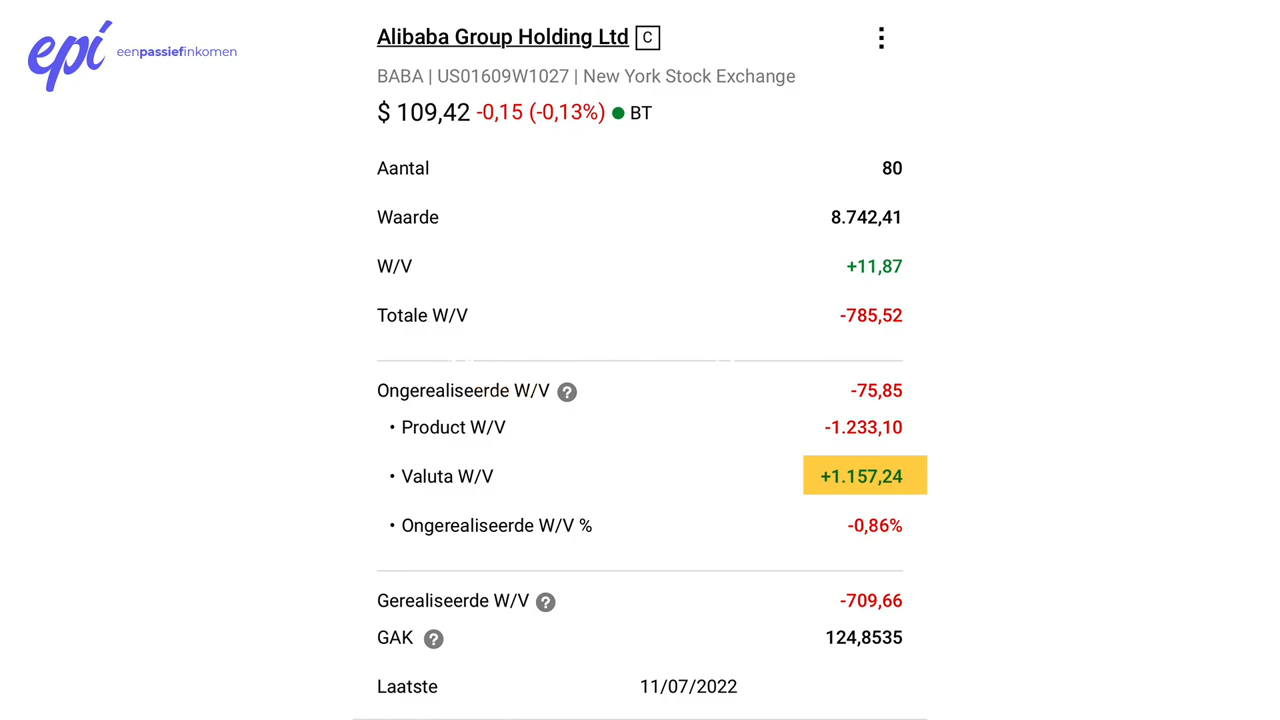 epí eenpassiefinkomen
Alibaba Group Holding Ltd C
BABA | US01609W1027 | New York Stock Exchange
$ 109,42 -0,15 (-0,13%) BT
Aantal 80
Waarde 8.742,41
W/V +11,87
Totale W/V -785,52
Ongerealiseerde W/V ? -75,85
• Product W/V -1.233,10
• Valuta W/V +1.157,24
• Ongerealiseerde W/V % -0,86%
Gerealiseerde W/V ? -709,66
GAK ? 124,8535
Laatste 11/07/2022